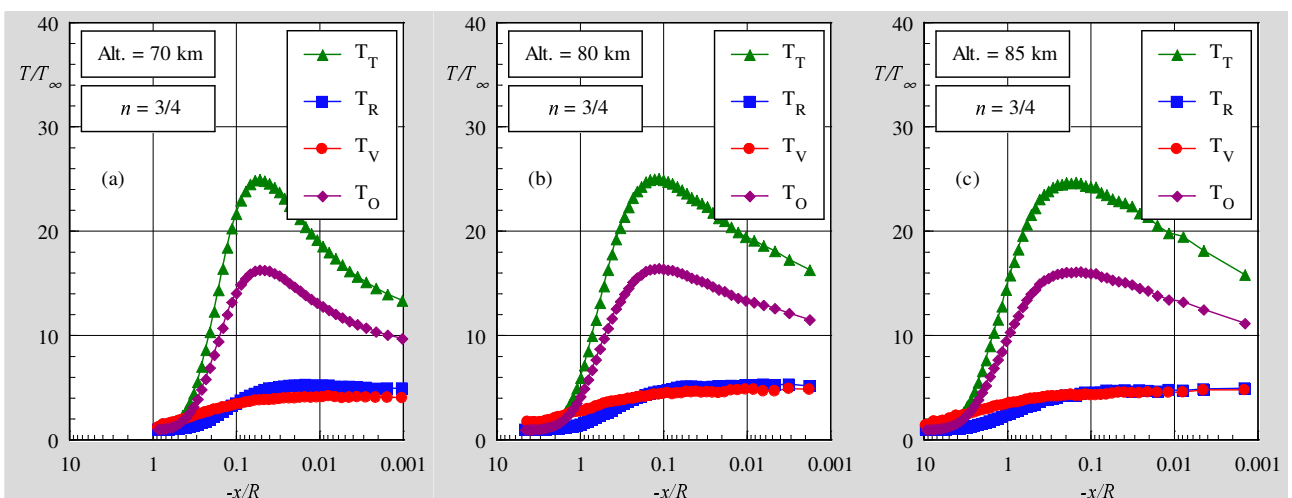 40
30
20
10
0
T/T∞
Alt. = 70 km
n = 3/4
(a)
T_T
T_R
T_V
T_O
10
1
0.1
0.01
0.001
-x/R
40
30
20
10
0
T/T∞
Alt. = 80 km
n = 3/4
(b)
T_T
T_R
T_V
T_O
10
1
0.1
0.01
0.001
-x/R
40
30
20
10
0
T/T∞
Alt. = 85 km
n = 3/4
(c)
T_T
T_R
T_V
T_O
10
1
0.1
0.01
0.001
-x/R